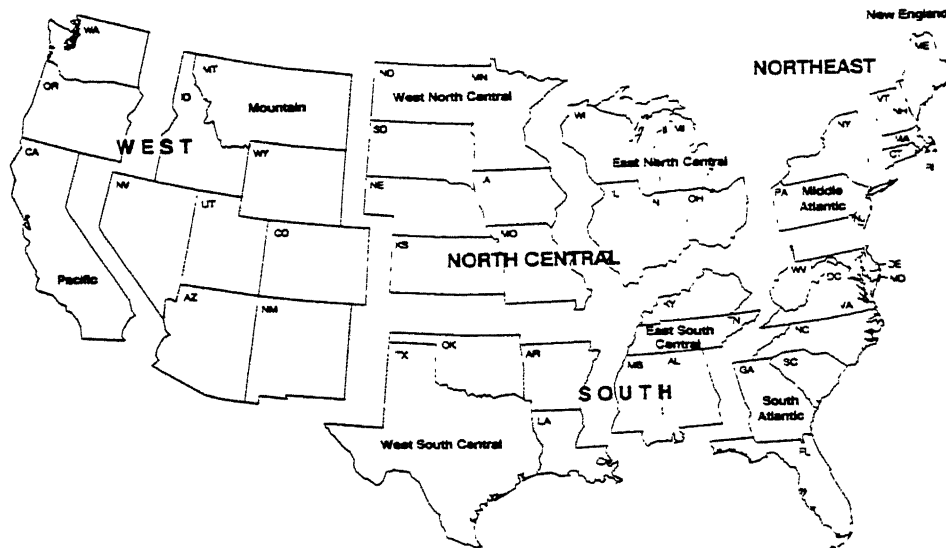 New England
WA
ME
NORTHEAST
MT
ND
MN
OR
ID
Mountain
West North Central
VT
NH
WI
MI
NY
SD
MA
WEST
CA
WY
East North Central
CT
RI
NV
NE
IA
PA
Middle
Atlantic
OH
UT
NJ
CO
MO
KS
NORTH CENTRAL
WV
DE
DC
MD
Pacific
AZ
NM
KY
VA
TN
NC
East South
Central
OK
TX
AR
MS
AL
GA
SC
SOUTH
South
Atlantic
LA
West South Central
FL